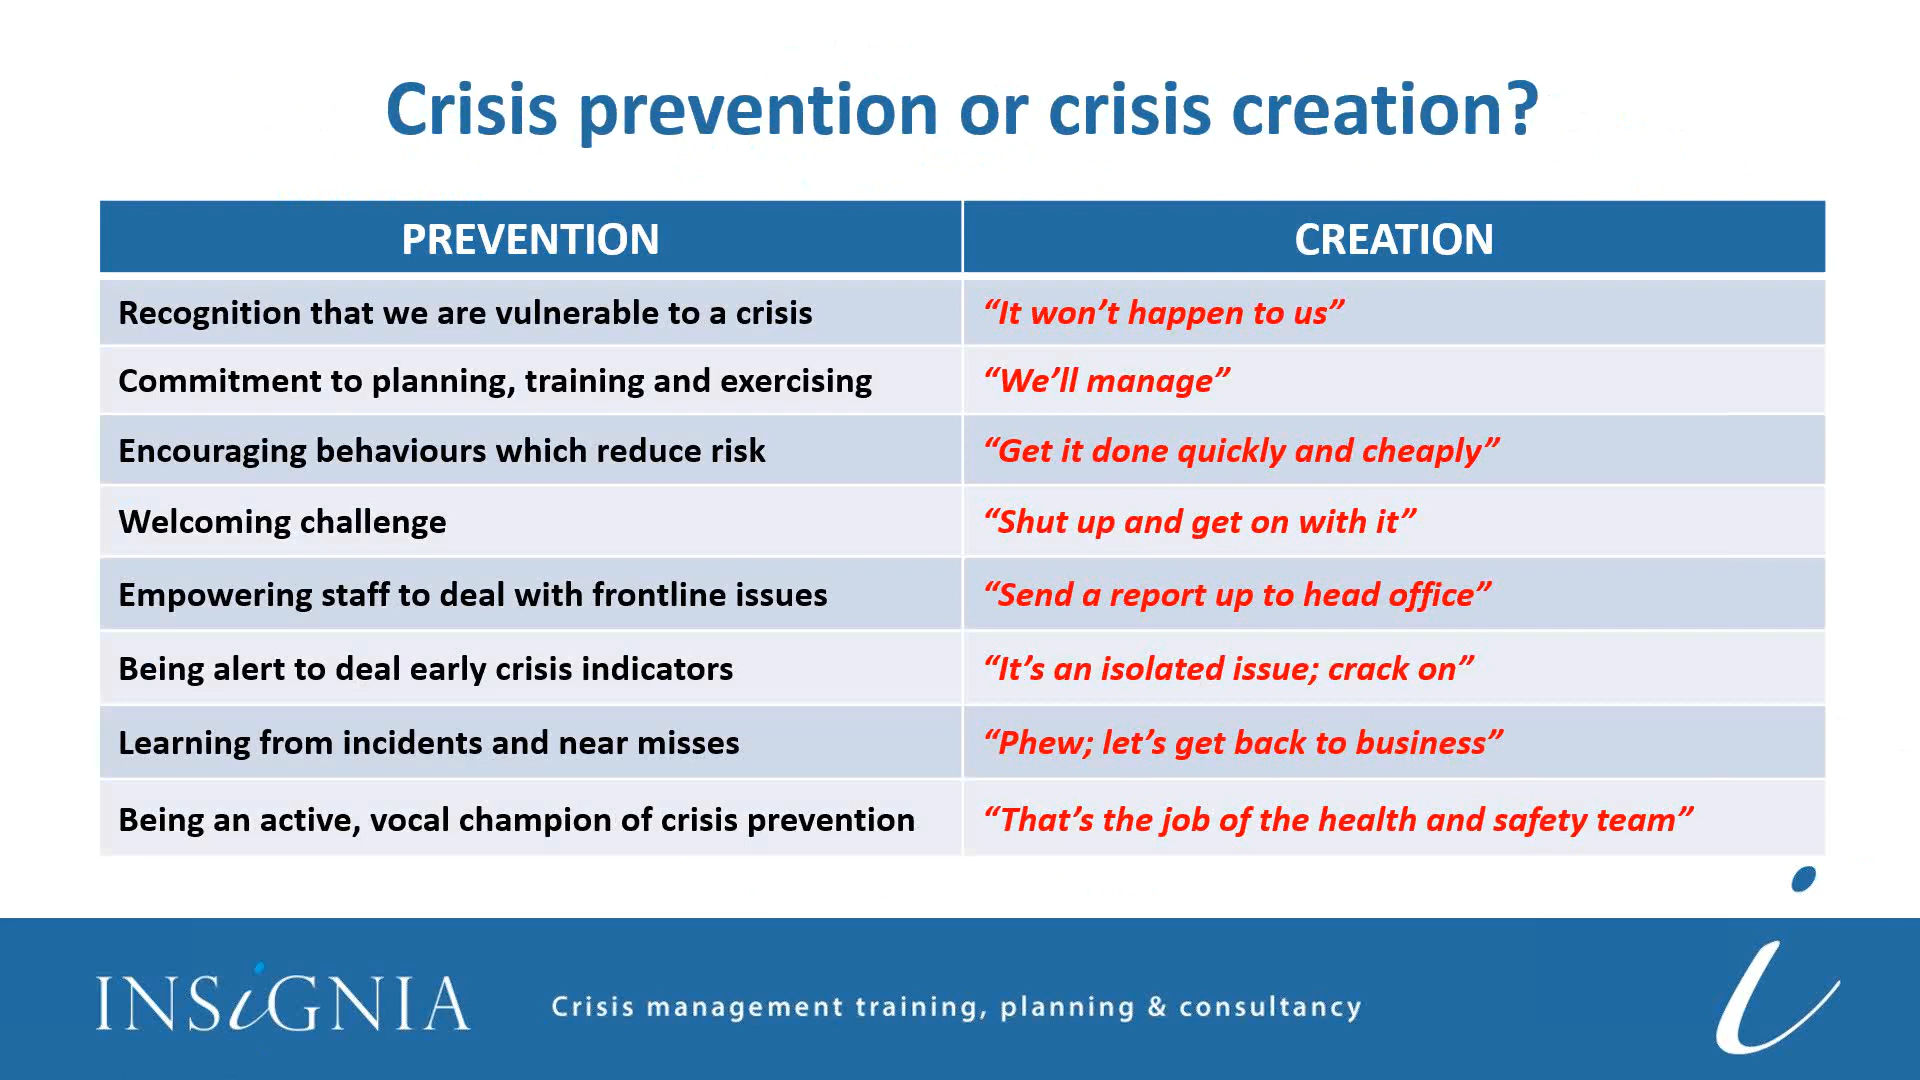 Crisis prevention or crisis creation?
PREVENTION
CREATION
Recognition that we are vulnerable to a crisis
“It won’t happen to us”
Commitment to planning, training and exercising
“We’ll manage”
Encouraging behaviours which reduce risk
“Get it done quickly and cheaply”
Welcoming challenge
“Shut up and get on with it”
Empowering staff to deal with frontline issues
“Send a report up to head office”
Being alert to deal early crisis indicators
“It’s an isolated issue; crack on”
Learning from incidents and near misses
“Phew; let’s get back to business”
Being an active, vocal champion of crisis prevention
“That’s the job of the health and safety team”
INSiGNIA
Crisis management training, planning & consultancy
i